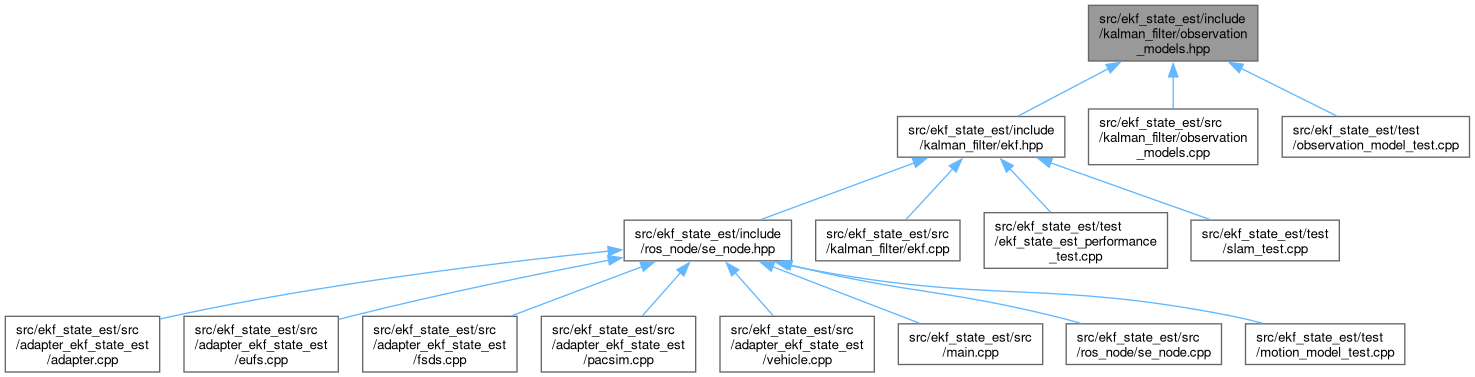 src/ekf_state_est/include
/kalman_filter/observation
_models.hpp
src/ekf_state_est/include
/kalman_filter/ekf.hpp
src/ekf_state_est/src
/kalman_filter/observation
_models.cpp
src/ekf_state_est/test
/observation_model_test.cpp
src/ekf_state_est/include
/ros_node/se_node.hpp
src/ekf_state_est/src
/kalman_filter/ekf.cpp
src/ekf_state_est/test
/ekf_state_est_performance
_test.cpp
src/ekf_state_est/test
/slam_test.cpp
src/ekf_state_est/src
/adapter_ekf_state_est
/adapter.cpp
src/ekf_state_est/src
/adapter_ekf_state_est
/eufs.cpp
src/ekf_state_est/src
/adapter_ekf_state_est
/fsds.cpp
src/ekf_state_est/src
/adapter_ekf_state_est
/pacsim.cpp
src/ekf_state_est/src
/adapter_ekf_state_est
/vehicle.cpp
src/ekf_state_est/src
/main.cpp
src/ekf_state_est/src
/ros_node/se_node.cpp
src/ekf_state_est/test
/motion_model_test.cpp